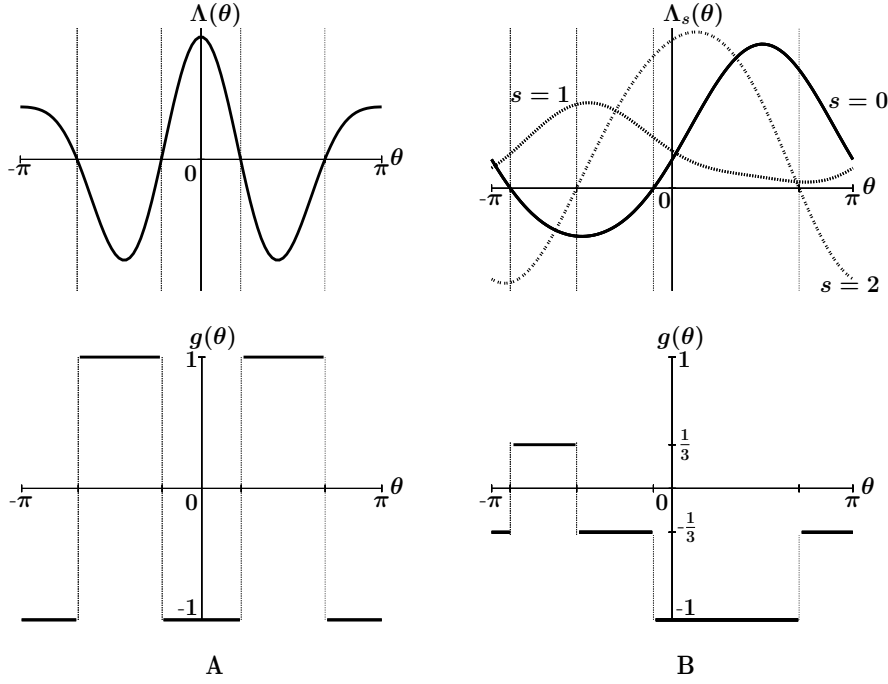 Λ(θ)
-π
0
π
θ
Λₛ(θ)
s = 1
s = 0
-π
0
π
θ
s = 2
g(θ)
1
-π
0
π
θ
-1
g(θ)
1
1/3
-π
0
π
θ
-1/3
-1
A
B